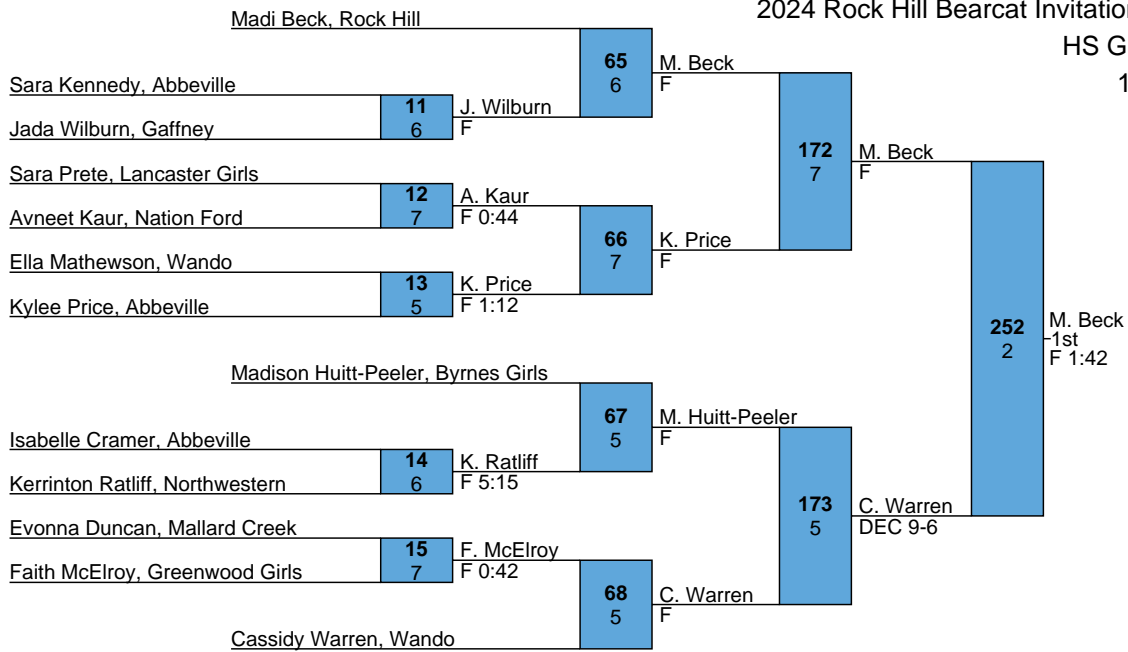 2024 Rock Hill Bearcat Invitation
HS G
1
Madi Beck, Rock Hill
65
6
M. Beck
F
Sara Kennedy, Abbeville
11
6
J. Wilburn
F
Jada Wilburn, Gaffney
172
7
M. Beck
F
Sara Prete, Lancaster Girls
12
7
A. Kaur
F 0:44
Avneet Kaur, Nation Ford
66
7
K. Price
F
Ella Mathewson, Wando
13
5
K. Price
F 1:12
Kylee Price, Abbeville
252
2
M. Beck
1st
F 1:42
Madison Huitt-Peeler, Byrnes Girls
67
5
M. Huitt-Peeler
F
Isabelle Cramer, Abbeville
14
6
K. Ratliff
F 5:15
Kerrinton Ratliff, Northwestern
173
5
C. Warren
DEC 9-6
Evonna Duncan, Mallard Creek
15
7
F. McElroy
F 0:42
Faith McElroy, Greenwood Girls
68
5
C. Warren
F
Cassidy Warren, Wando